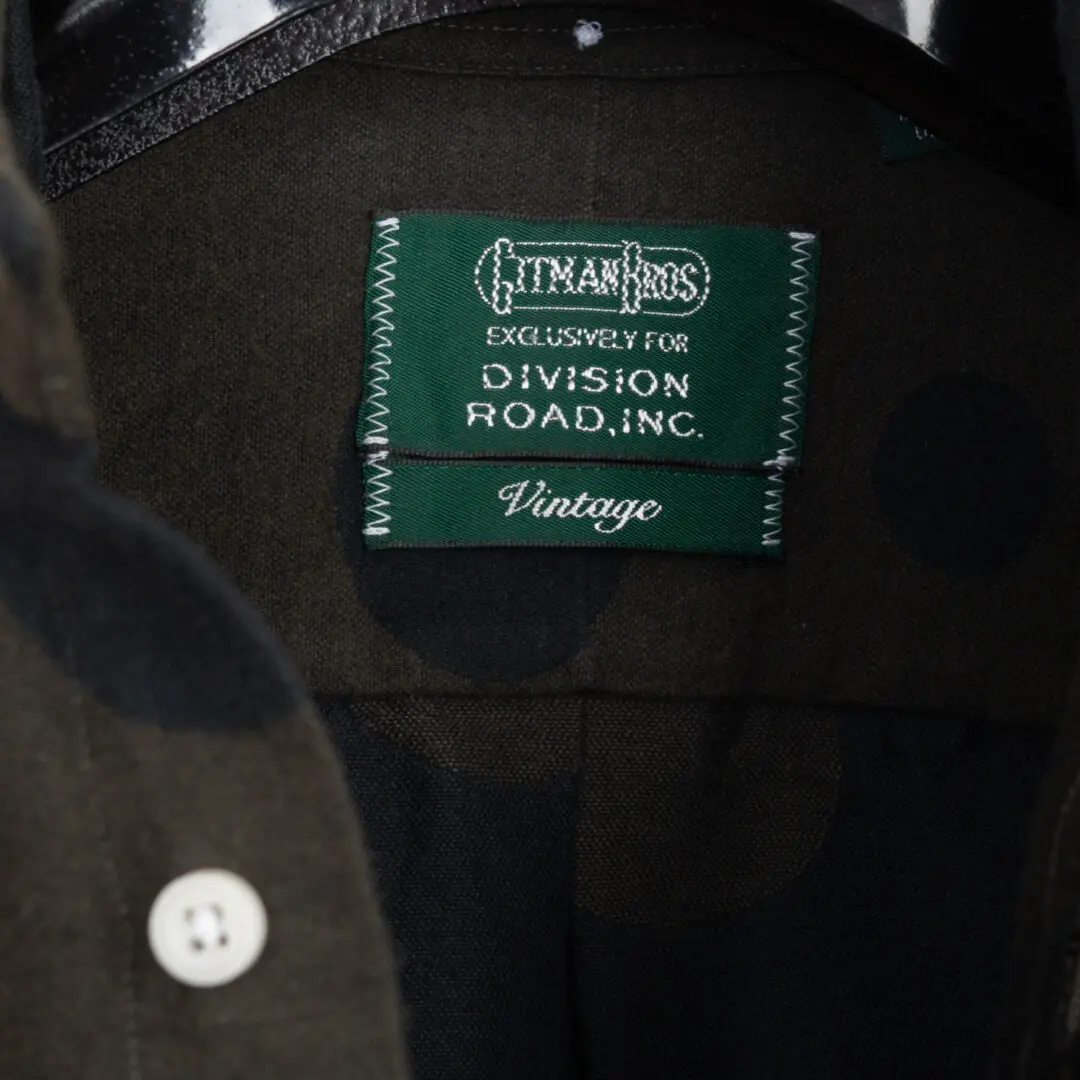 GITMAN BROS
EXCLUSIVELY FOR
DIVISION
ROAD, INC.
Vintage